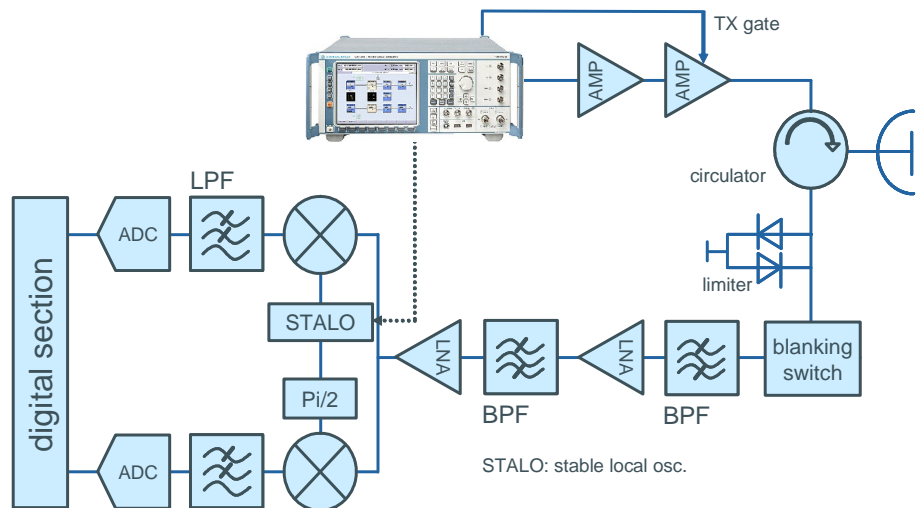 TX gate
AMP
AMP
circulator
LPF
ADC
limiter
digital section
STALO
LNA
LNA
blanking
switch
Pi/2
BPF
BPF
ADC
STALO: stable local osc.